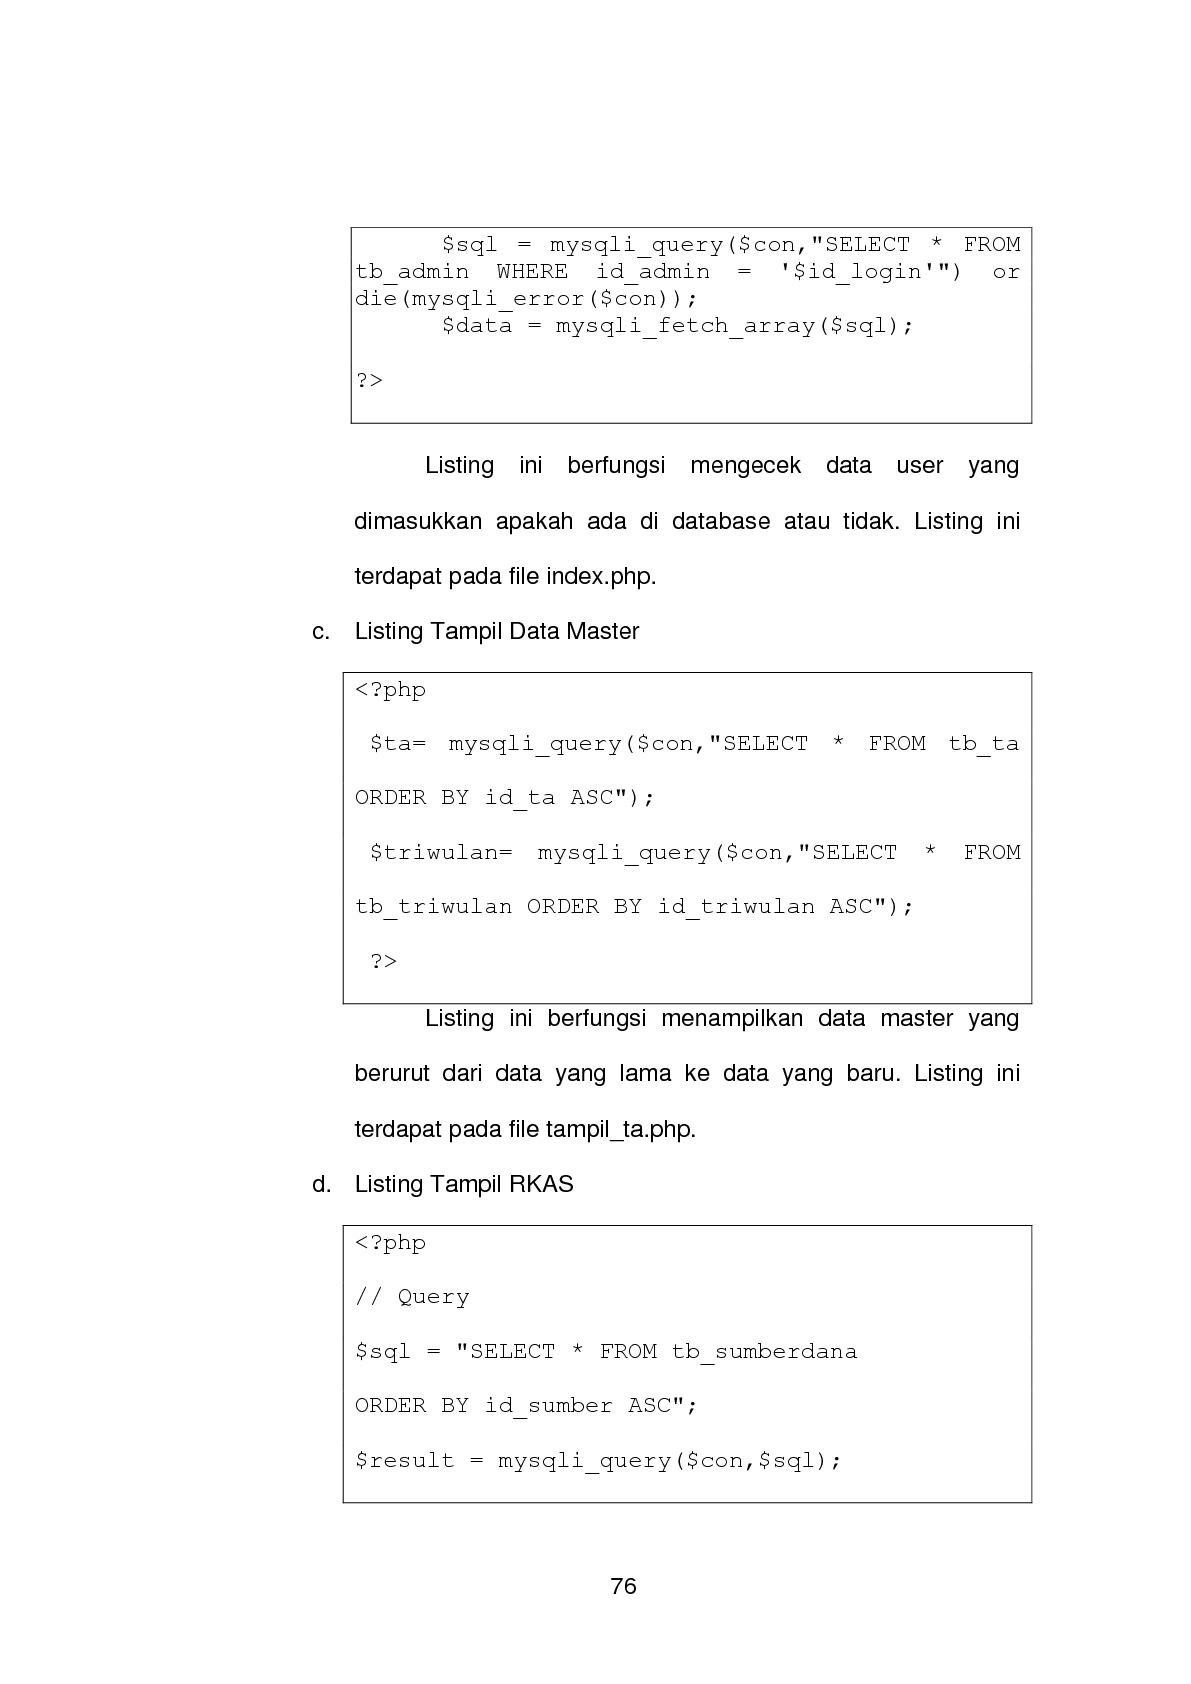 $sql = mysqli_query($con,"SELECT * FROM
tb_admin WHERE id_admin = '$id_login'") or
die(mysqli_error($con));
$data = mysqli_fetch_array($sql);
?>
Listing ini berfungsi mengecek data user yang
dimasukkan apakah ada di database atau tidak. Listing ini
terdapat pada file index.php.
c. Listing Tampil Data Master
<?php
$ta= mysqli_query($con,"SELECT * FROM tb_ta
ORDER BY id_ta ASC");
$triwulan= mysqli_query($con,"SELECT * FROM
tb_triwulan ORDER BY id_triwulan ASC");
?>
Listing ini berfungsi menampilkan data master yang
berurut dari data yang lama ke data yang baru. Listing ini
terdapat pada file tampil_ta.php.
d. Listing Tampil RKAS
<?php
// Query
$sql = "SELECT * FROM tb_sumberdana
ORDER BY id_sumber ASC";
$result = mysqli_query($con,$sql);
76